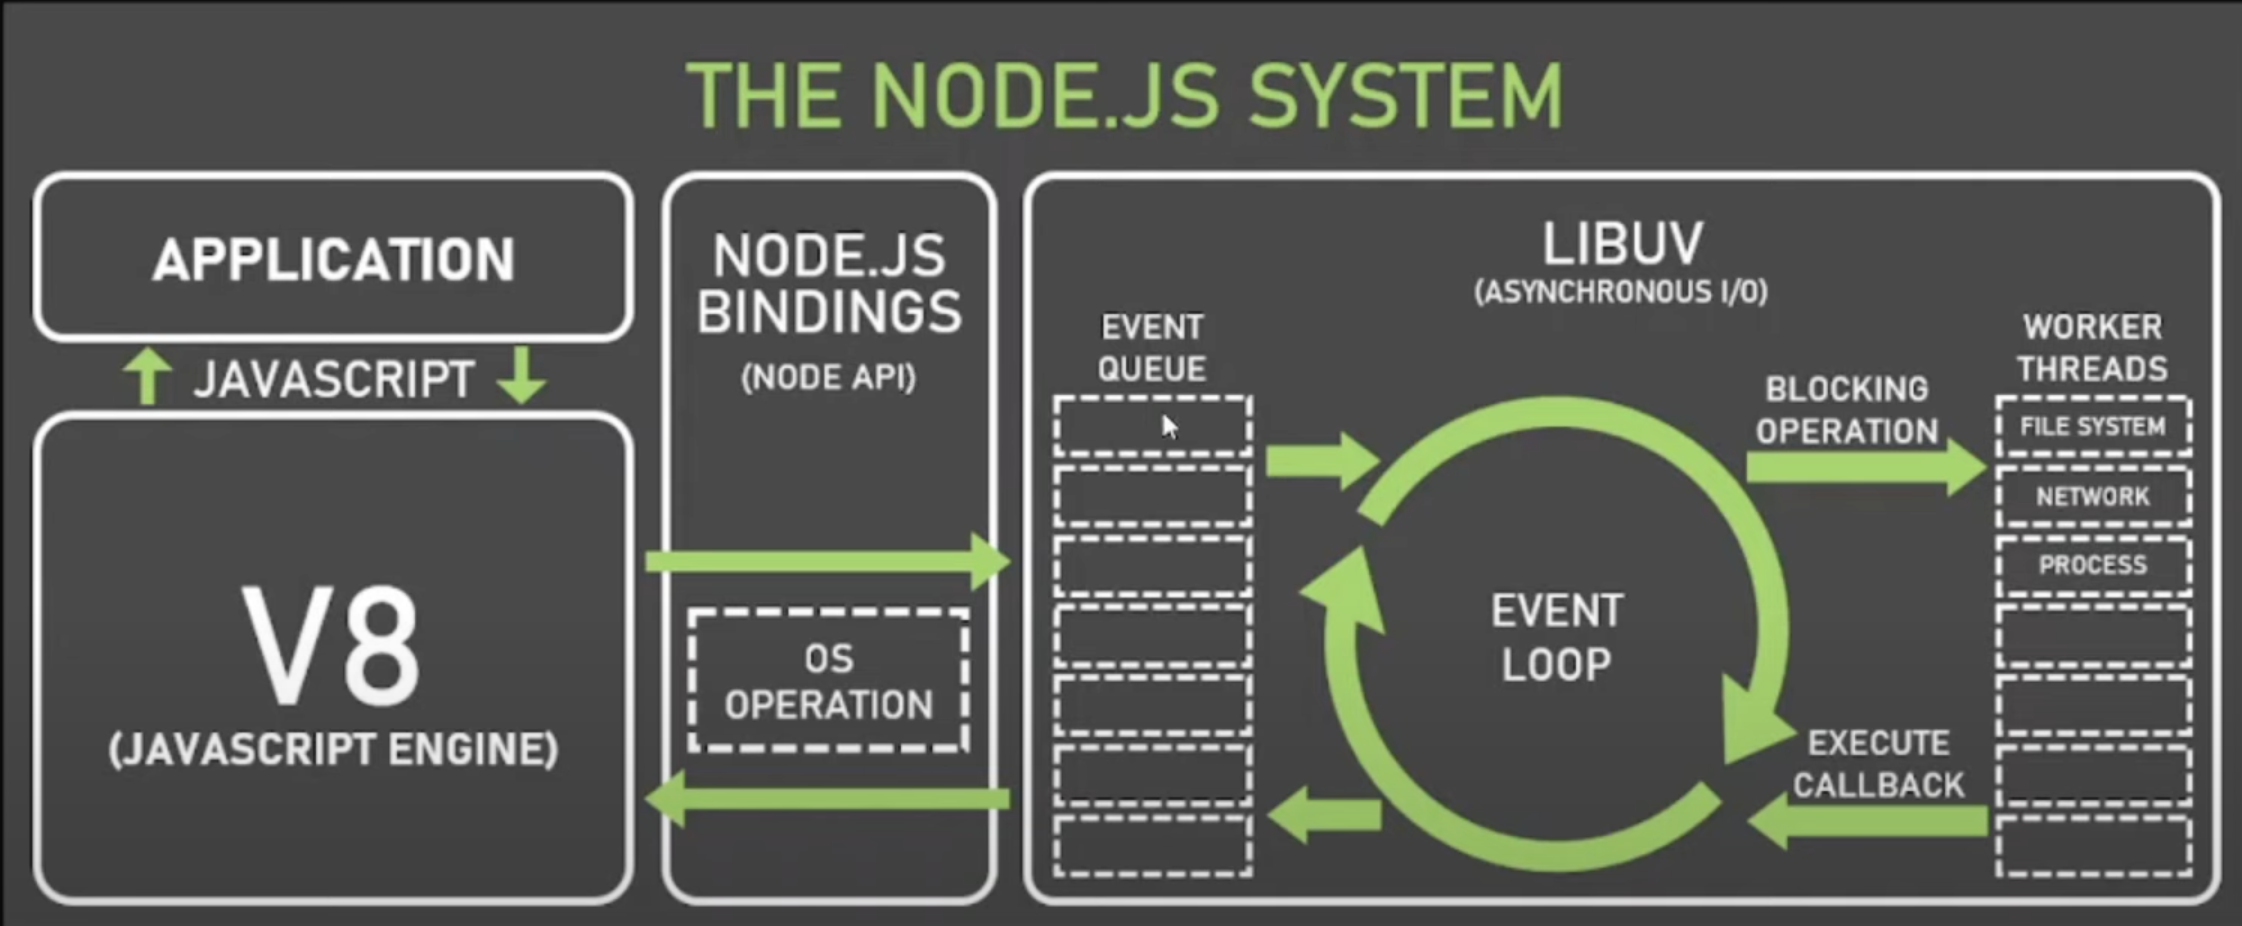 THE NODE.JS SYSTEM
APPLICATION
JAVASCRIPT
V8
(JAVASCRIPT ENGINE)
NODE.JS
BINDINGS
(NODE API)
OS
OPERATION
LIBUV
(ASYNCHRONOUS I/O)
EVENT
QUEUE
EVENT
LOOP
BLOCKING
OPERATION
EXECUTE
CALLBACK
WORKER
THREADS
FILE SYSTEM
NETWORK
PROCESS